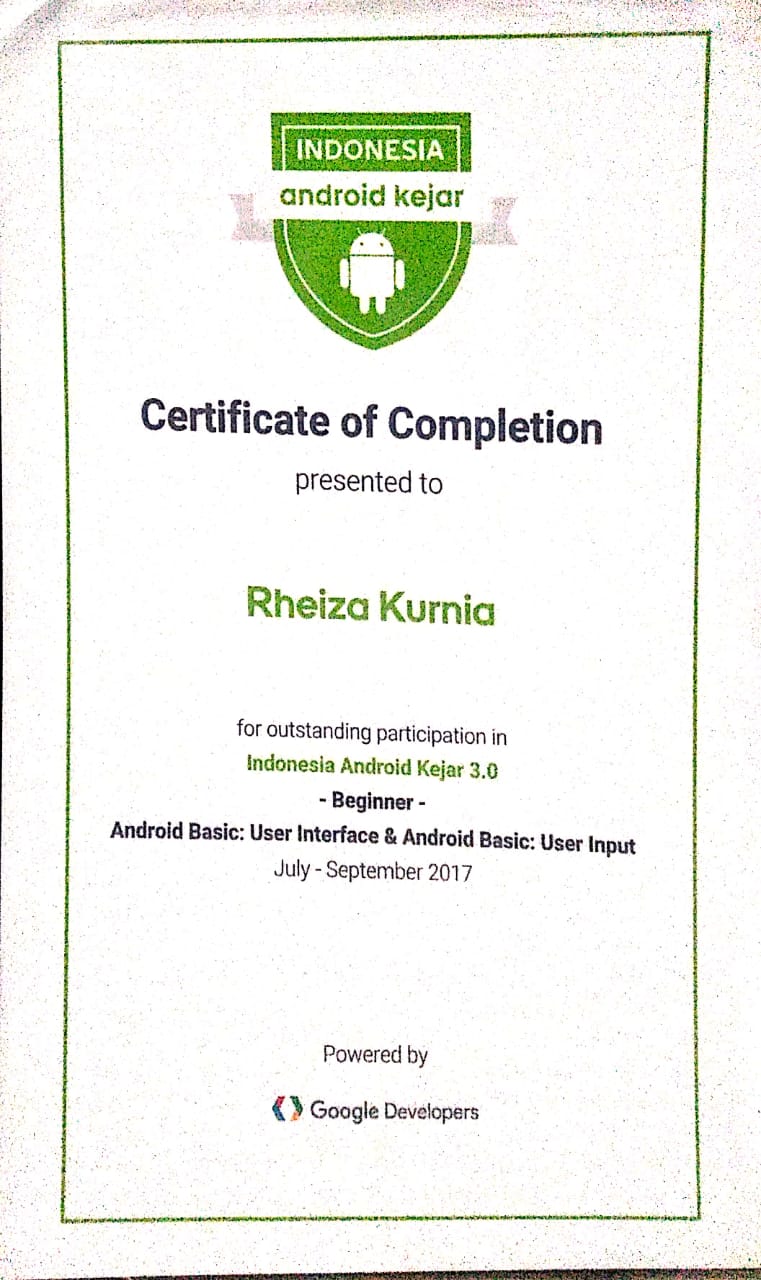 INDONESIA
android kejar
Certificate of Completion
presented to
Rheiza Kurnia
for outstanding participation in
Indonesia Android Kejar 3.0
- Beginner -
Android Basic: User Interface & Android Basic: User Input
July - September 2017
Powered by
Google Developers